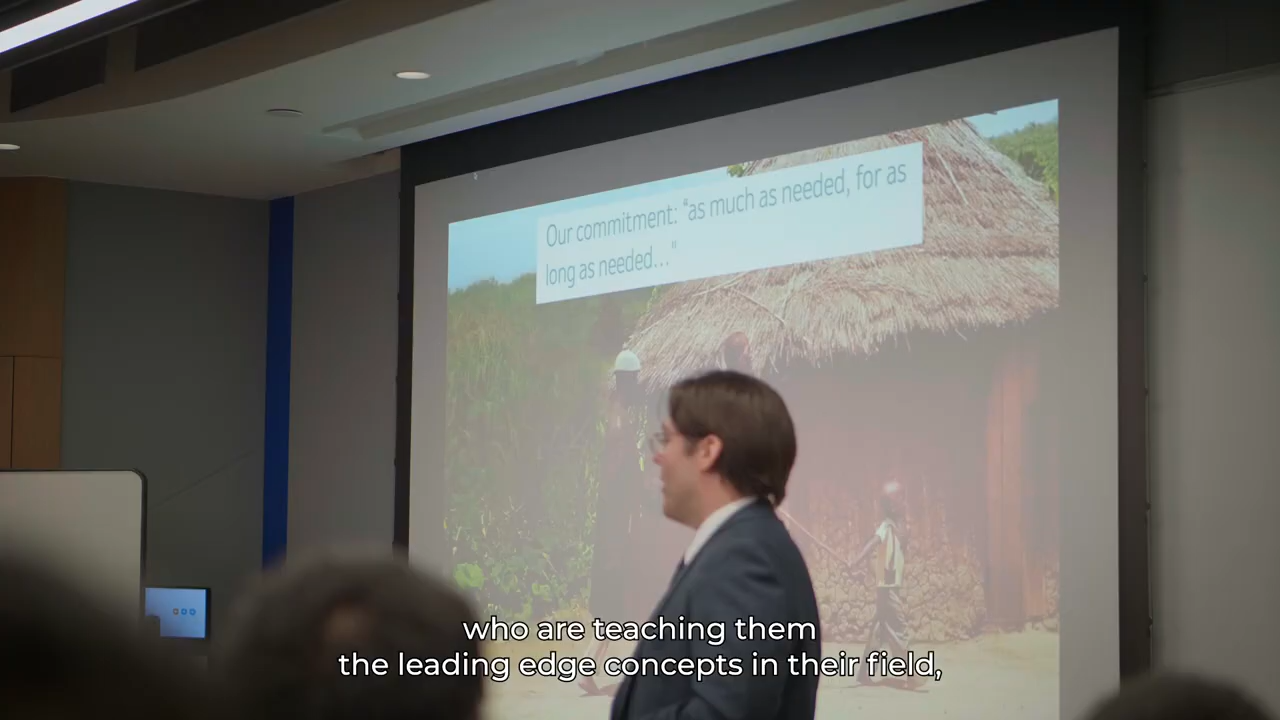 Our commitment: “as much as needed, for as
long as needed...”
who are teaching them
the leading edge concepts in their field,